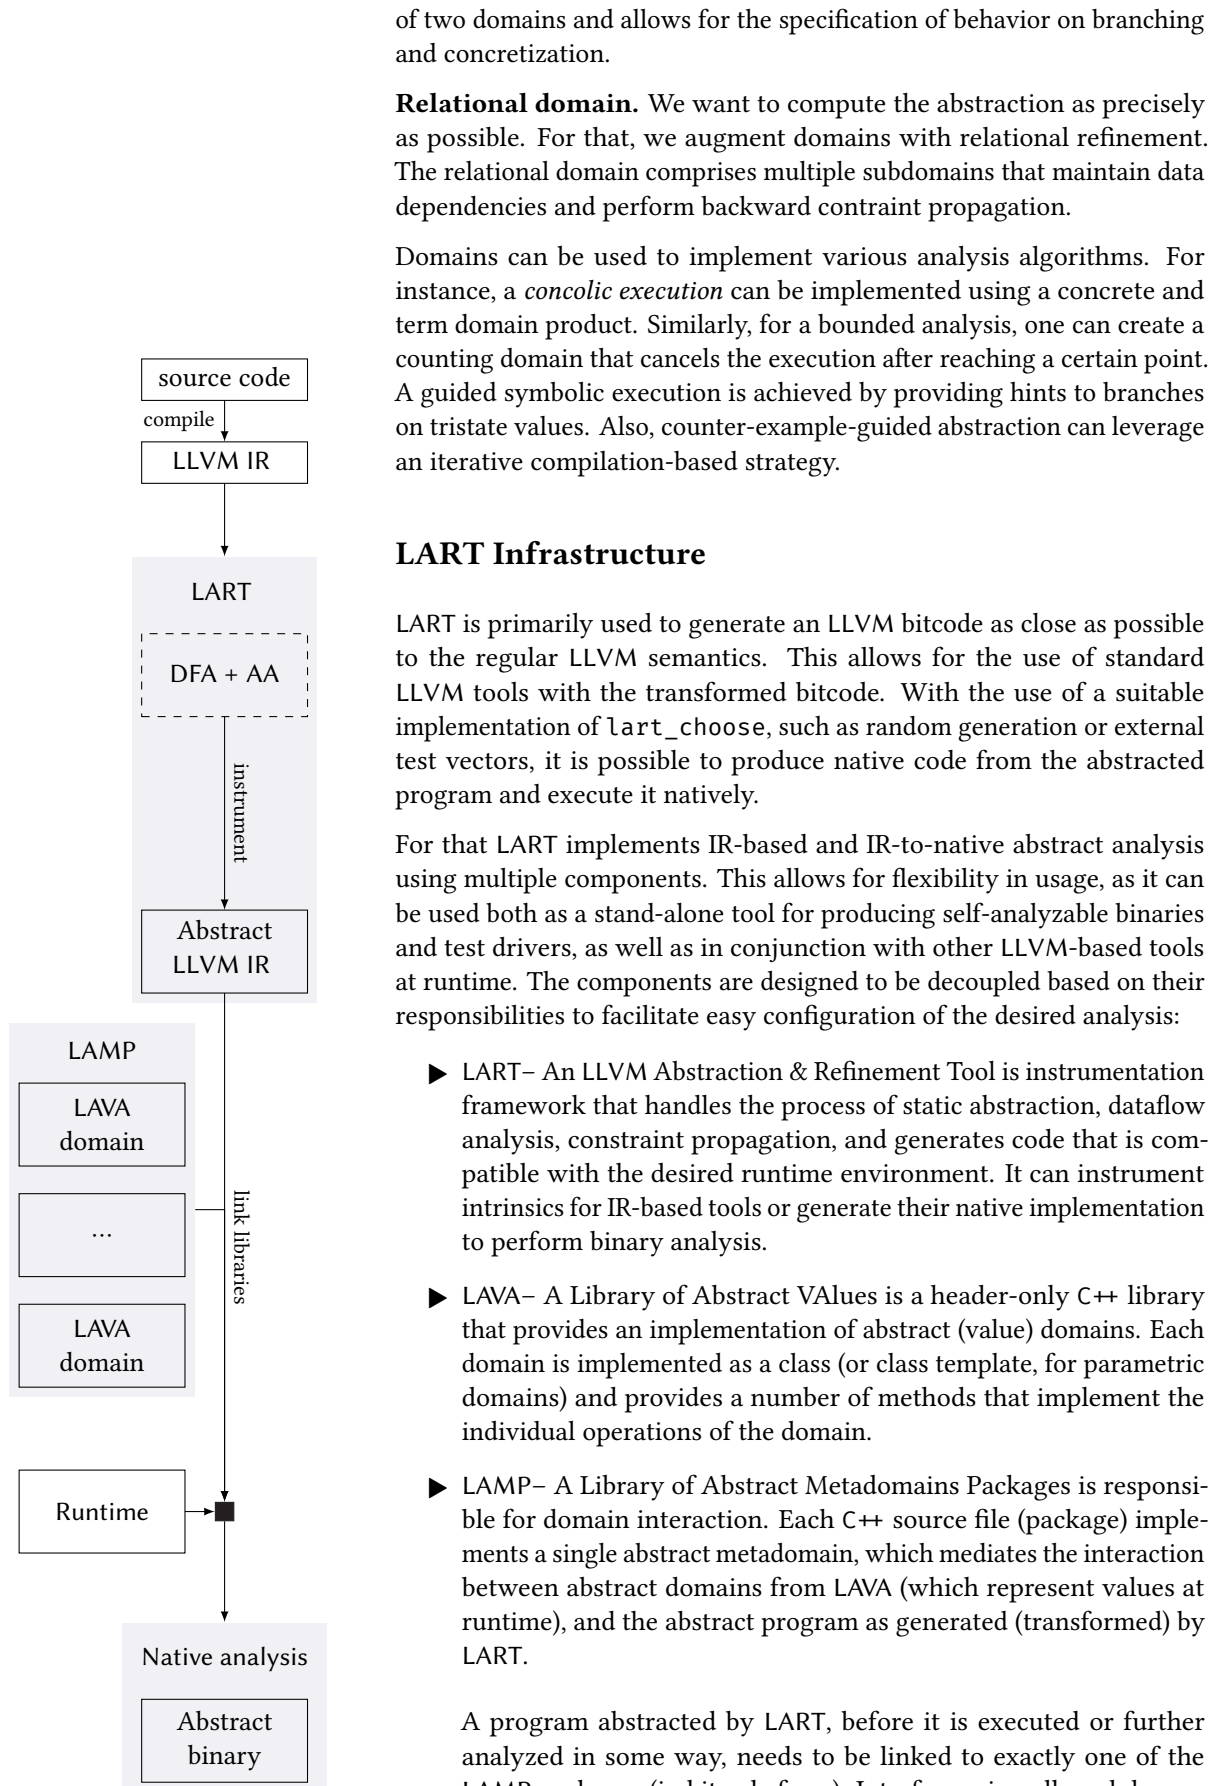 of two domains and allows for the specification of behavior on branching
and concretization.
Relational domain. We want to compute the abstraction as precisely
as possible. For that, we augment domains with relational refinement.
The relational domain comprises multiple subdomains that maintain data
dependencies and perform backward contraint propagation.
Domains can be used to implement various analysis algorithms. For
instance, a concolic execution can be implemented using a concrete and
term domain product. Similarly, for a bounded analysis, one can create a
counting domain that cancels the execution after reaching a certain point.
A guided symbolic execution is achieved by providing hints to branches
on tristate values. Also, counter-example-guided abstraction can leverage
an iterative compilation-based strategy.
source code
compile
LLVM IR
LART
DFA + AA
instrument
Abstract
LLVM IR
LAMP
LAVA
domain
...
LAVA
domain
link libraries
Runtime
Native analysis
Abstract
binary
LART Infrastructure
LART is primarily used to generate an LLVM bitcode as close as possible
to the regular LLVM semantics. This allows for the use of standard
LLVM tools with the transformed bitcode. With the use of a suitable
implementation of lart_choose, such as random generation or external
test vectors, it is possible to produce native code from the abstracted
program and execute it natively.
For that LART implements IR-based and IR-to-native abstract analysis
using multiple components. This allows for flexibility in usage, as it can
be used both as a stand-alone tool for producing self-analyzable binaries
and test drivers, as well as in conjunction with other LLVM-based tools
at runtime. The components are designed to be decoupled based on their
responsibilities to facilitate easy configuration of the desired analysis:
▶ LART– An LLVM Abstraction & Refinement Tool is instrumentation
framework that handles the process of static abstraction, dataflow
analysis, constraint propagation, and generates code that is com-
patible with the desired runtime environment. It can instrument
intrinsics for IR-based tools or generate their native implementation
to perform binary analysis.
▶ LAVA– A Library of Abstract VAlues is a header-only C++ library
that provides an implementation of abstract (value) domains. Each
domain is implemented as a class (or class template, for parametric
domains) and provides a number of methods that implement the
individual operations of the domain.
▶ LAMP– A Library of Abstract Metadomains Packages is responsi-
ble for domain interaction. Each C++ source file (package) imple-
ments a single abstract metadomain, which mediates the interaction
between abstract domains from LAVA (which represent values at
runtime), and the abstract program as generated (transformed) by
LART.
A program abstracted by LART, before it is executed or further
analyzed in some way, needs to be linked to exactly one of the